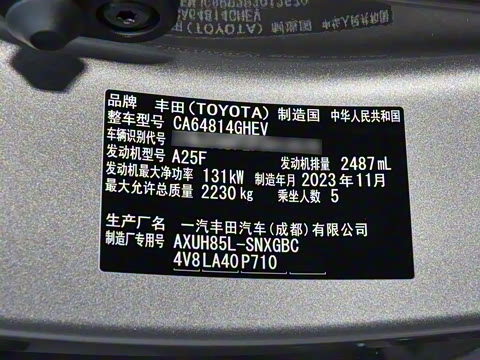 品牌 丰田(TOYOTA) 制造国 中华人民共和国
整车型号 CA64814GHEV
车辆识别代号
发动机型号 A25F 发动机排量 2487mL
发动机最大净功率 131kW 制造年月 2023年11月
最大允许总质量 2230kg 乘坐人数 5
生产厂名 一汽丰田汽车(成都)有限公司
制造厂专用号 AXUH85L-SNXGBC
4V8 LA40 P710